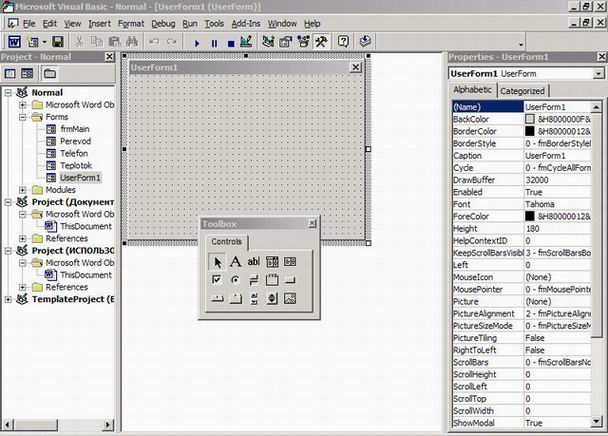 Microsoft Visual Basic - Normal - [UserForm1 (UserForm)]
File Edit View Insert Format Debug Run Tools Add-Ins Window Help
Project - Normal
Normal
Microsoft Word Ob
Forms
frmMain
Perevod
Telefon
Teplotok
UserForm1
Modules
Project (Документ
Microsoft Word Ob
ThisDocument
References
Project (ИСПОЛЬЗО
Microsoft Word Ob
ThisDocument
References
TemplateProject (E
UserForm1
Toolbox
Controls
A ab|
Properties - UserForm1
UserForm1 UserForm
Alphabetic Categorized
(Name) UserForm1
BackColor &H8000000F&
BorderColor &H80000012&
BorderStyle 0 - fmBorderStyleN
Caption UserForm1
Cycle 0 - fmCycleAllForm
DrawBuffer 32000
Enabled True
Font Tahoma
ForeColor &H80000012&
Height 180
HelpContextID 0
KeepScrollBarsVisibl 3 - fmScrollBarsBo
Left 0
MouseIcon (None)
MousePointer 0 - fmMousePointer
Picture (None)
PictureAlignment 2 - fmPictureAlignm
PictureSizeMode 0 - fmPictureSizeM
PictureTiling False
RightToLeft False
ScrollBars 0 - fmScrollBarsNo
ScrollHeight 0
ScrollLeft 0
ScrollTop 0
ScrollWidth 0
ShowModal True